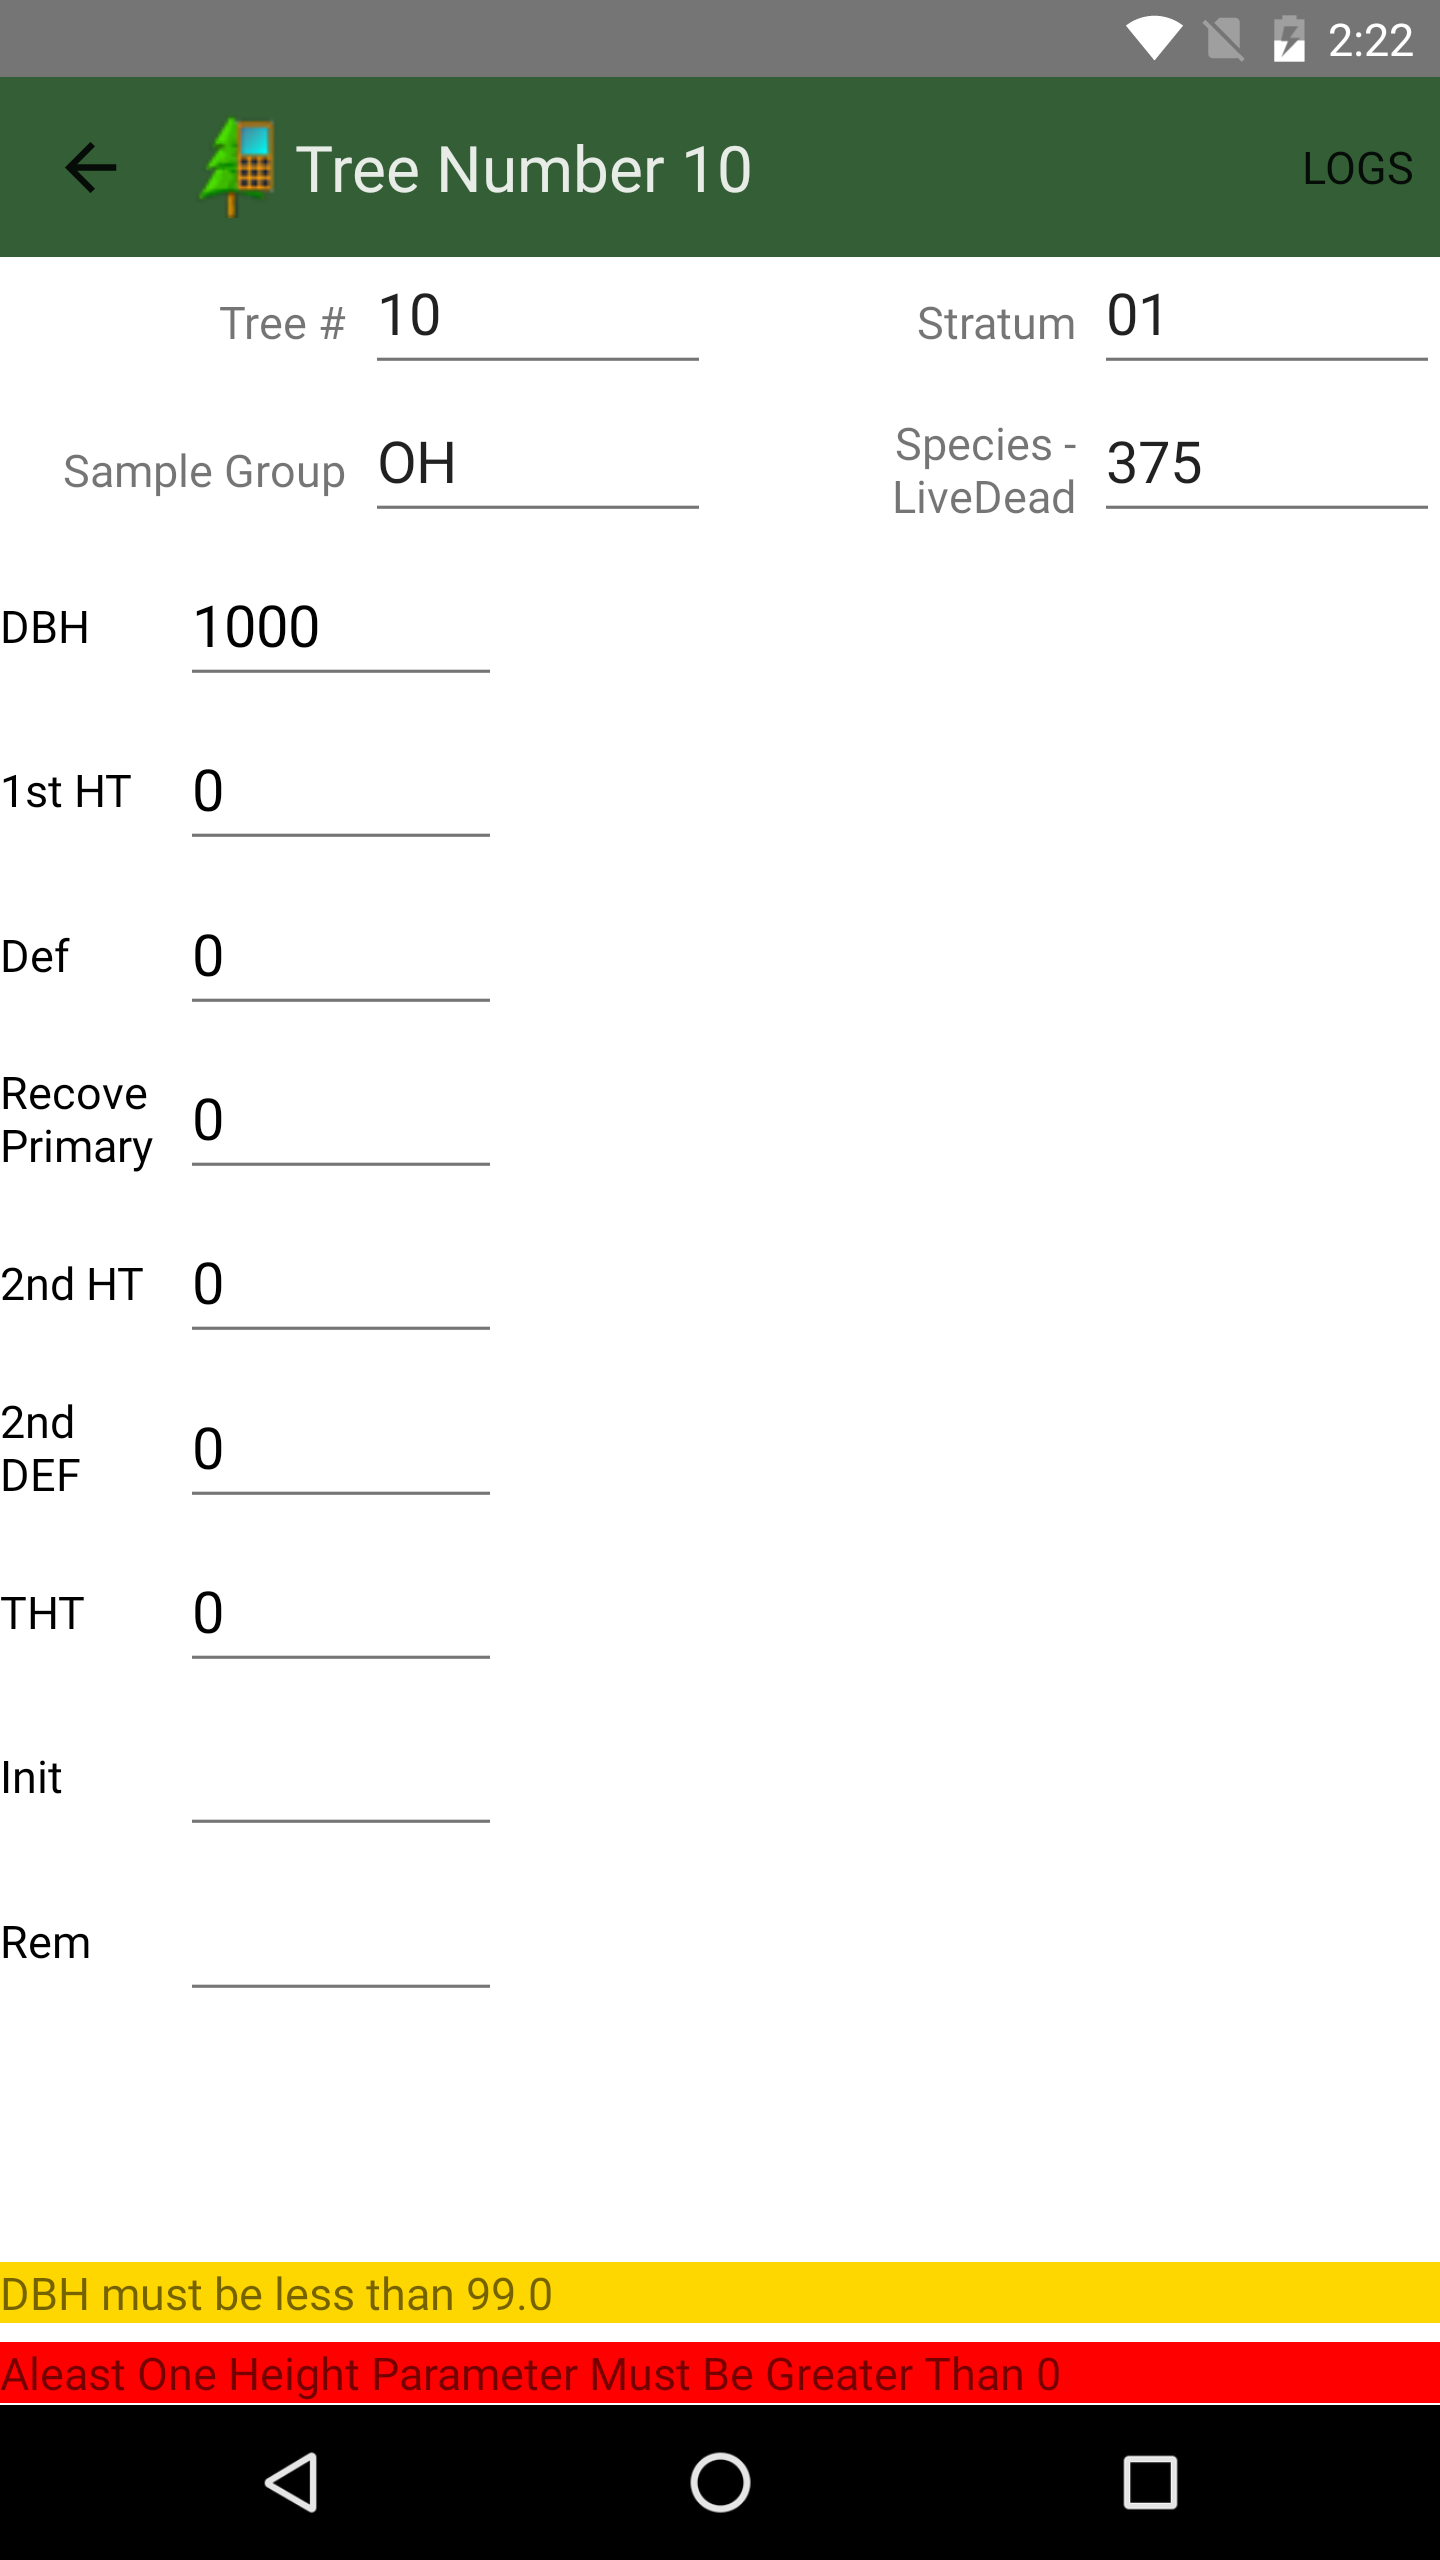 2:22
Tree Number 10
LOGS
Tree # 10
Stratum 01
Sample Group OH
Species -
LiveDead
375
DBH 1000
1st HT 0
Def 0
Recove
Primary
0
2nd HT 0
2nd
DEF
0
THT 0
Init
Rem
DBH must be less than 99.0
Aleast One Height Parameter Must Be Greater Than 0